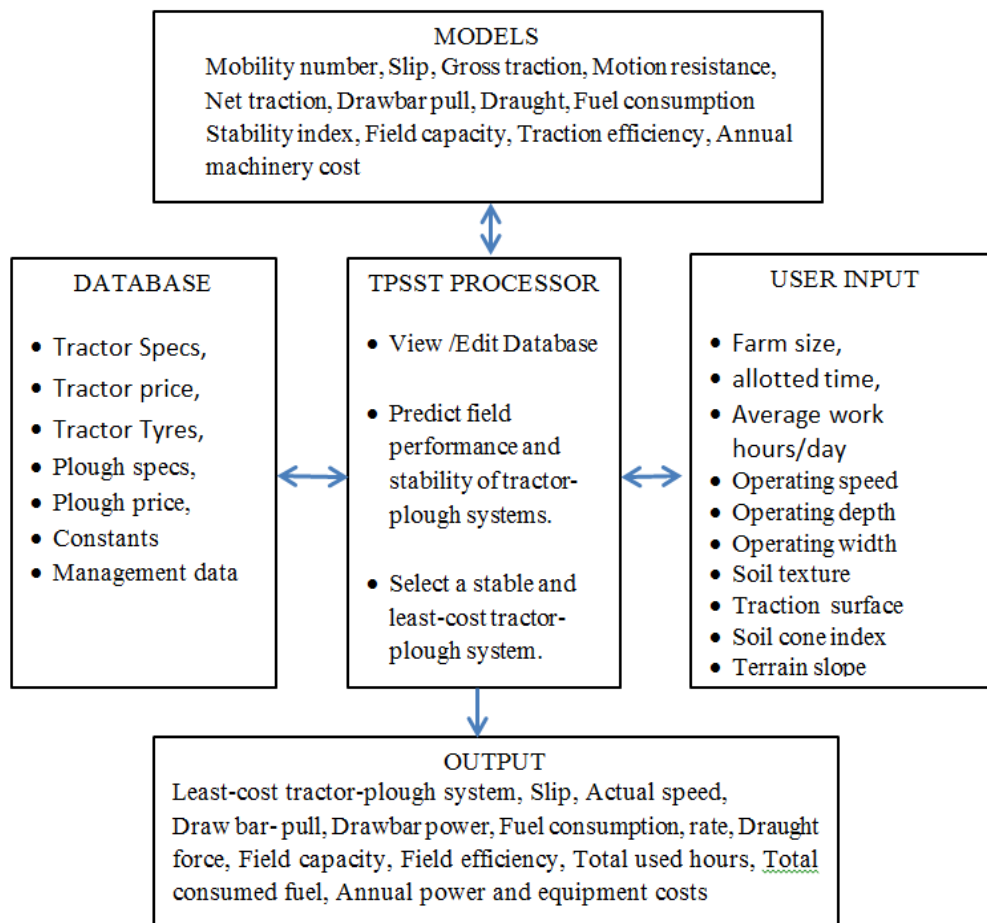 MODELS
Mobility number, Slip, Gross traction, Motion resistance,
Net traction, Drawbar pull, Draught, Fuel consumption
Stability index, Field capacity, Traction efficiency, Annual
machinery cost
DATABASE
• Tractor Specs,
• Tractor price,
• Tractor Tyres,
• Plough specs,
• Plough price,
• Constants
• Management data
TPSST PROCESSOR
• View /Edit Database
• Predict field
performance and
stability of tractor-
plough systems.
• Select a stable and
least-cost tractor-
plough system.
USER INPUT
• Farm size,
• allotted time,
• Average work
hours/day
• Operating speed
• Operating depth
• Operating width
• Soil texture
• Traction surface
• Soil cone index
• Terrain slope
OUTPUT
Least-cost tractor-plough system, Slip, Actual speed,
Draw bar- pull, Drawbar power, Fuel consumption, rate, Draught
force, Field capacity, Field efficiency, Total used hours, Total
consumed fuel, Annual power and equipment costs